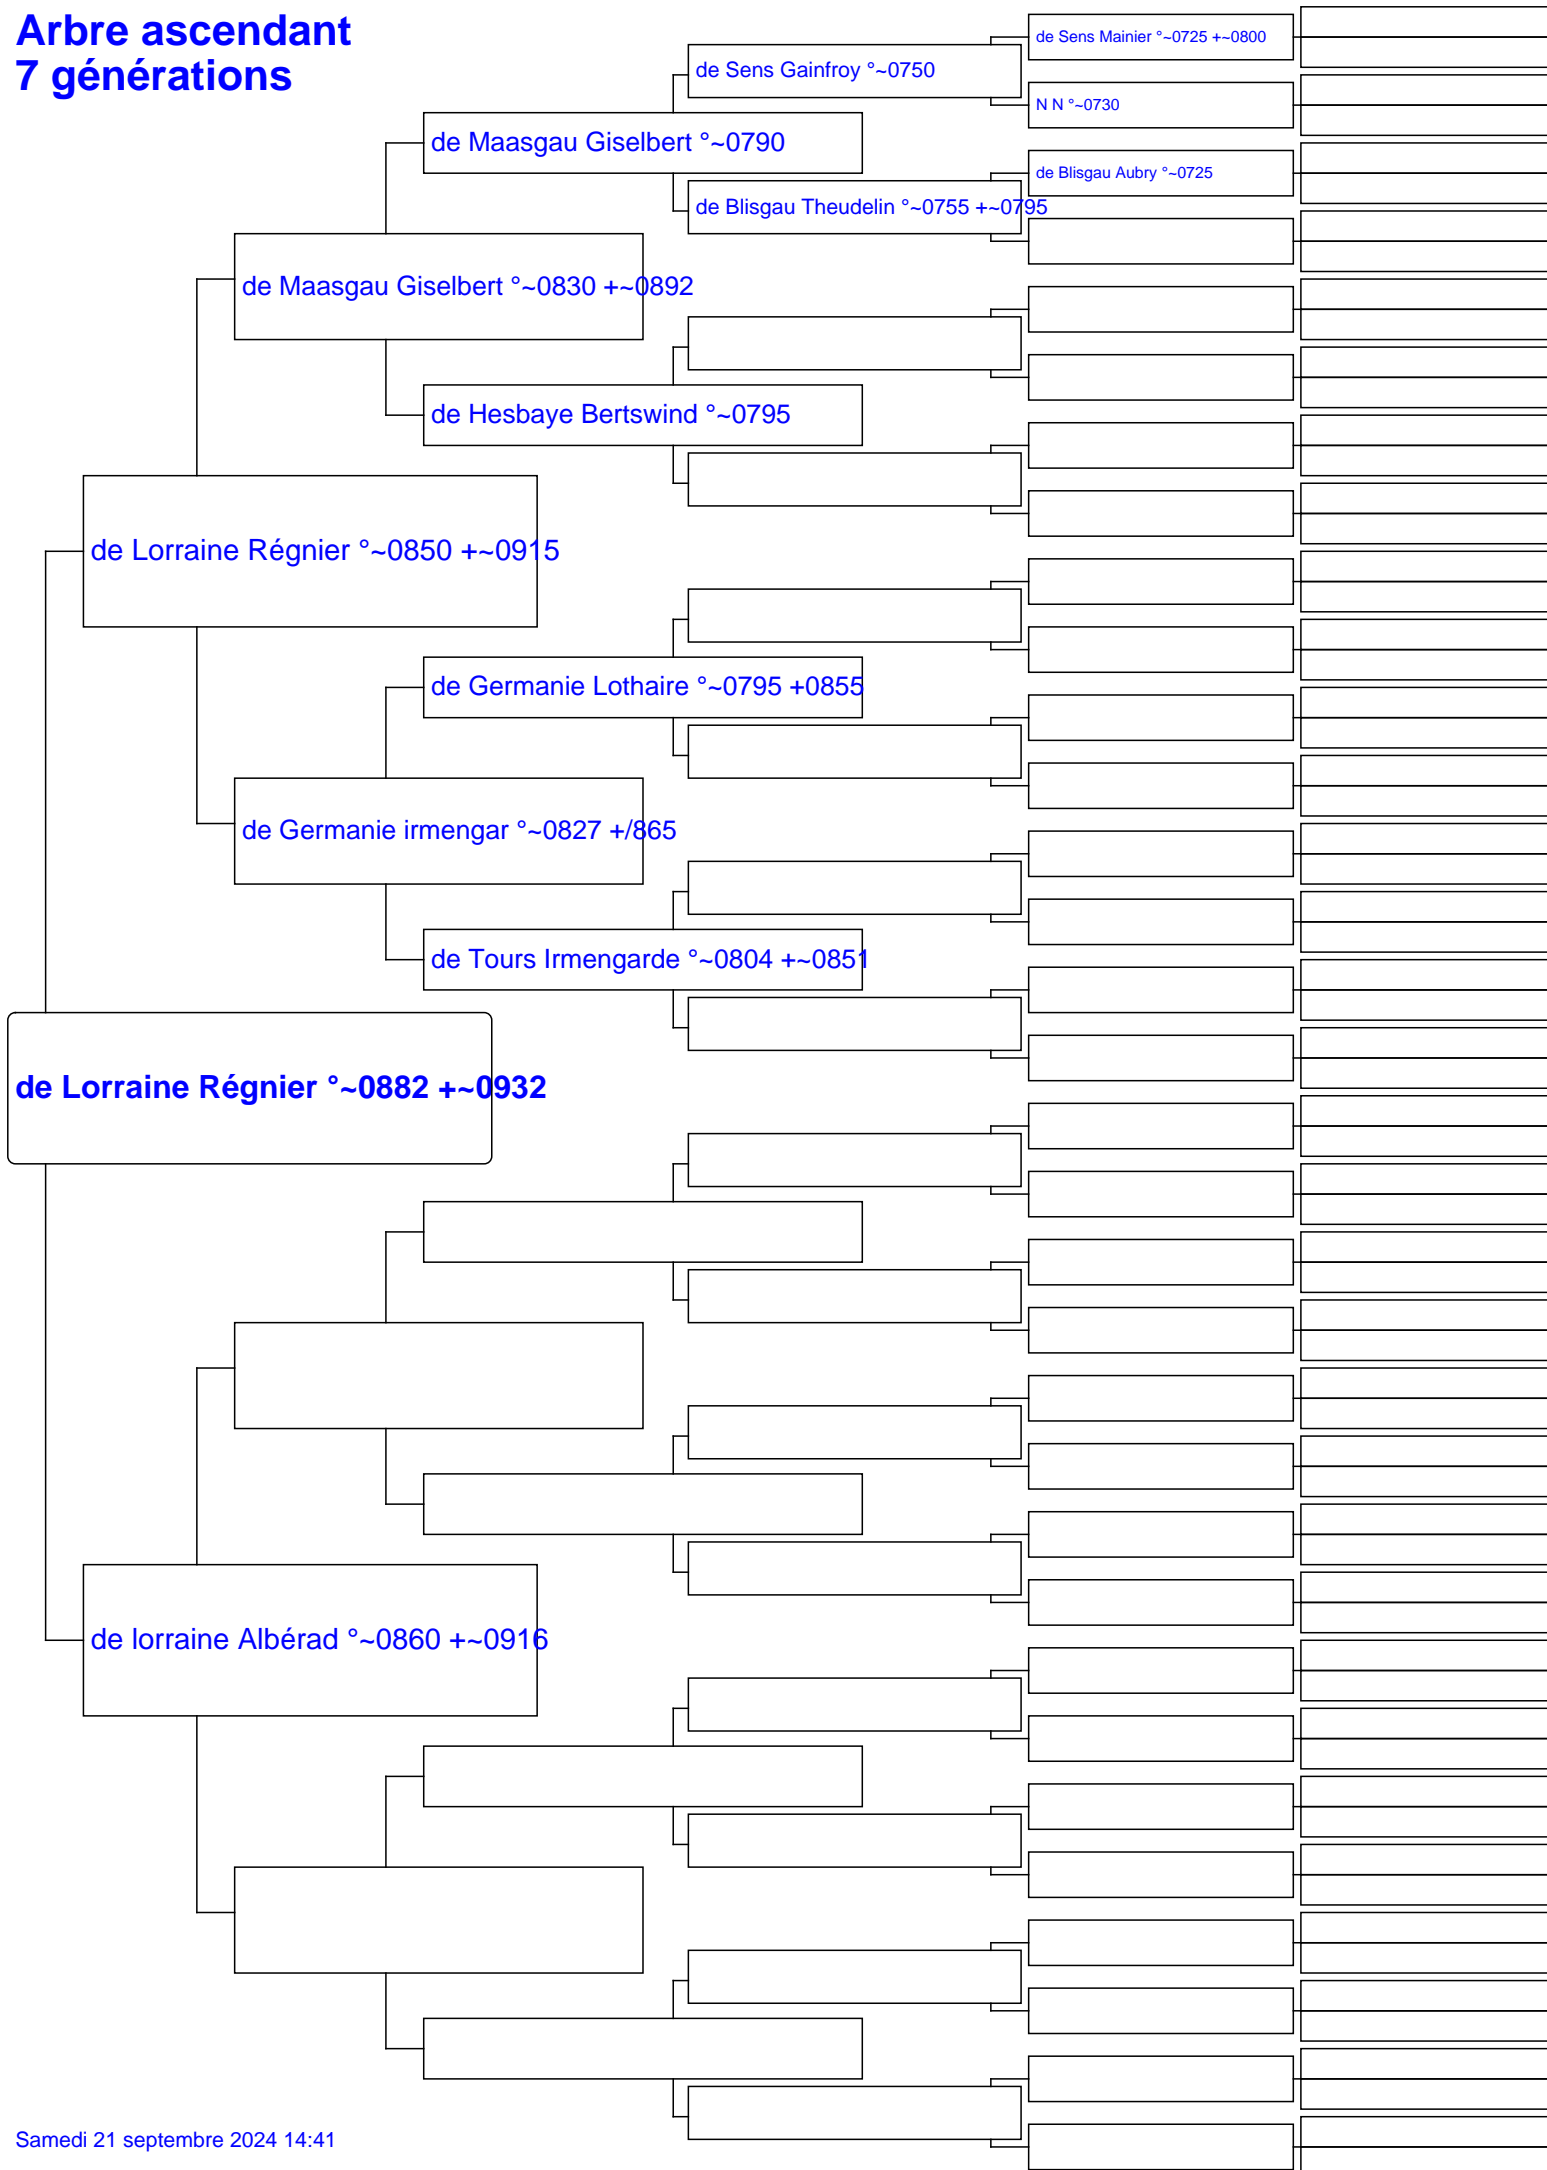 Arbre ascendant
7 générations
de Sens Mainier °~0725 +~0800
de Sens Gainfroy °~0750
N N °~0730
de Maasgau Giselbert °~0790
de Blisgau Aubry °~0725
de Blisgau Theudelin °~0755 +~0795
de Maasgau Giselbert °~0830 +~0892
de Hesbaye Bertswind °~0795
de Lorraine Régnier °~0850 +~0915
de Germanie Lothaire °~0795 +0855
de Germanie irmengar °~0827 +/865
de Tours Irmengarde °~0804 +~0851
de Lorraine Régnier °~0882 +~0932
de lorraine Albérad °~0860 +~0916
Samedi 21 septembre 2024 14:41